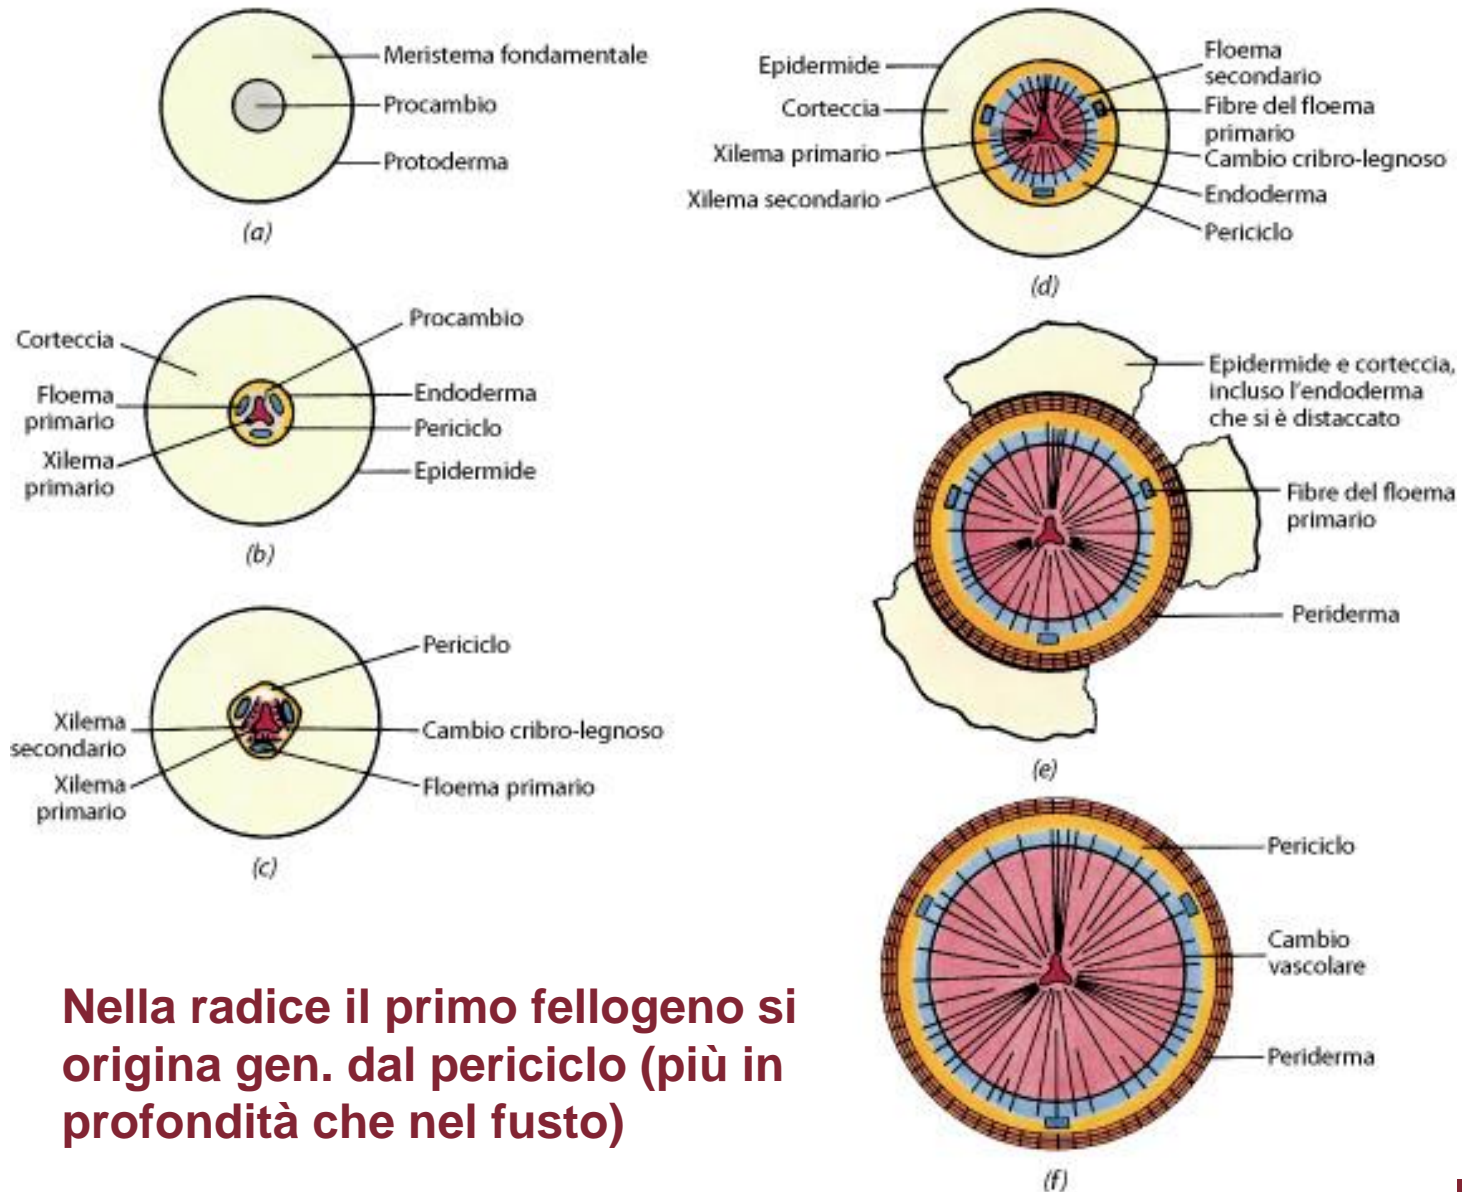 Meristema fondamentale
Procambio
Protoderma
(a)
Corteccia
Floema
primario
Xilema
primario
Procambio
Endoderma
Periciclo
Epidermide
(b)
Xilema
secondario
Xilema
primario
Periciclo
Cambio cribro-legnoso
Floema primario
(c)
Epidermide
Corteccia
Xilema primario
Xilema secondario
Floema
secondario
Fibre del floema
primario
Cambio cribro-legnoso
Endoderma
Periciclo
(d)
Epidermide e corteccia,
incluso l'endoderma
che si è distaccato
Fibre del floema
primario
Periderma
(e)
Periciclo
Cambio
vascolare
Periderma
(f)
Nella radice il primo fellogeno si
origina gen. dal periciclo (più in
profondità che nel fusto)